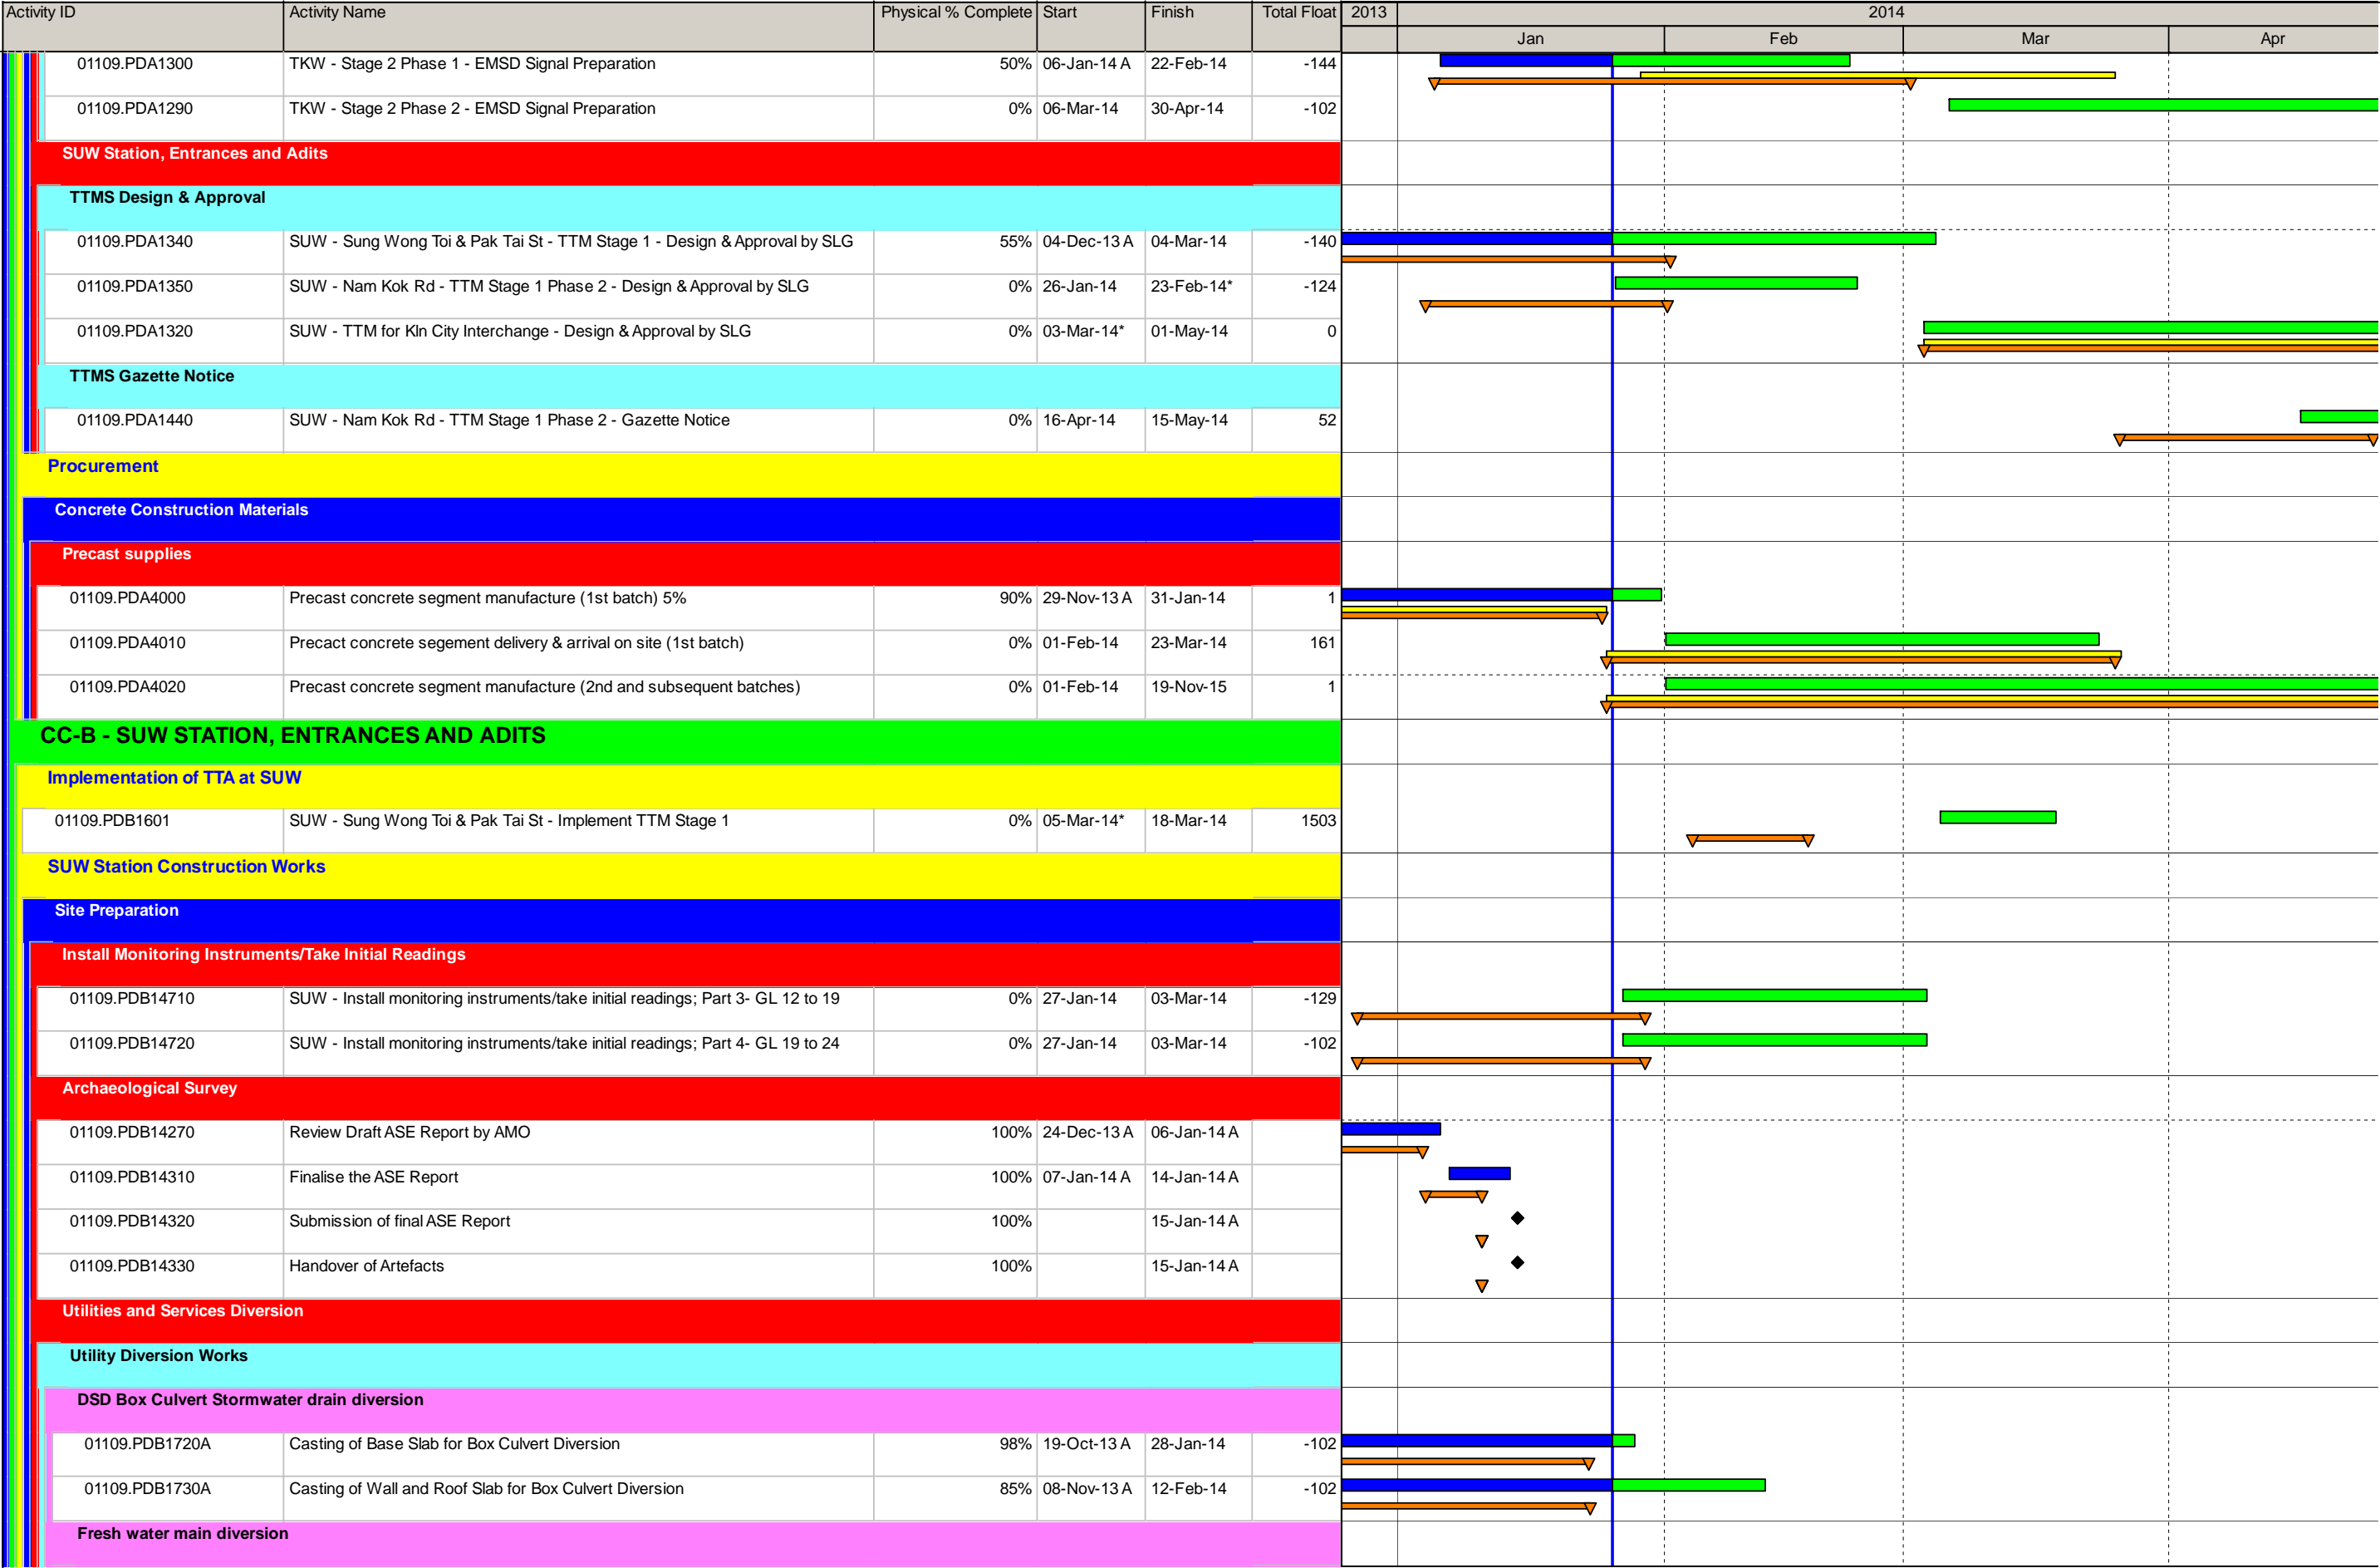 Activity ID Activity Name Physical % Complete Start Finish Total Float 2013 2014
Jan Feb Mar Apr
01109.PDA1300 TKW - Stage 2 Phase 1 - EMSD Signal Preparation 50% 06-Jan-14 A 22-Feb-14 -144
01109.PDA1290 TKW - Stage 2 Phase 2 - EMSD Signal Preparation 0% 06-Mar-14 30-Apr-14 -102
SUW Station, Entrances and Adits
TTMS Design & Approval
01109.PDA1340 SUW - Sung Wong Toi & Pak Tai St - TTM Stage 1 - Design & Approval by SLG 55% 04-Dec-13 A 04-Mar-14 -140
01109.PDA1350 SUW - Nam Kok Rd - TTM Stage 1 Phase 2 - Design & Approval by SLG 0% 26-Jan-14 23-Feb-14* -124
01109.PDA1320 SUW - TTM for Kln City Interchange - Design & Approval by SLG 0% 03-Mar-14* 01-May-14 0
TTMS Gazette Notice
01109.PDA1440 SUW - Nam Kok Rd - TTM Stage 1 Phase 2 - Gazette Notice 0% 16-Apr-14 15-May-14 52
Procurement
Concrete Construction Materials
Precast supplies
01109.PDA4000 Precast concrete segment manufacture (1st batch) 5% 90% 29-Nov-13 A 31-Jan-14 1
01109.PDA4010 Precact concrete segement delivery & arrival on site (1st batch) 0% 01-Feb-14 23-Mar-14 161
01109.PDA4020 Precast concrete segment manufacture (2nd and subsequent batches) 0% 01-Feb-14 19-Nov-15 1
CC-B - SUW STATION, ENTRANCES AND ADITS
Implementation of TTA at SUW
01109.PDB1601 SUW - Sung Wong Toi & Pak Tai St - Implement TTM Stage 1 0% 05-Mar-14* 18-Mar-14 1503
SUW Station Construction Works
Site Preparation
Install Monitoring Instruments/Take Initial Readings
01109.PDB14710 SUW - Install monitoring instruments/take initial readings; Part 3- GL 12 to 19 0% 27-Jan-14 03-Mar-14 -129
01109.PDB14720 SUW - Install monitoring instruments/take initial readings; Part 4- GL 19 to 24 0% 27-Jan-14 03-Mar-14 -102
Archaeological Survey
01109.PDB14270 Review Draft ASE Report by AMO 100% 24-Dec-13 A 06-Jan-14 A
01109.PDB14310 Finalise the ASE Report 100% 07-Jan-14 A 14-Jan-14 A
01109.PDB14320 Submission of final ASE Report 100% 15-Jan-14 A
01109.PDB14330 Handover of Artefacts 100% 15-Jan-14 A
Utilities and Services Diversion
Utility Diversion Works
DSD Box Culvert Stormwater drain diversion
01109.PDB1720A Casting of Base Slab for Box Culvert Diversion 98% 19-Oct-13 A 28-Jan-14 -102
01109.PDB1730A Casting of Wall and Roof Slab for Box Culvert Diversion 85% 08-Nov-13 A 12-Feb-14 -102
Fresh water main diversion